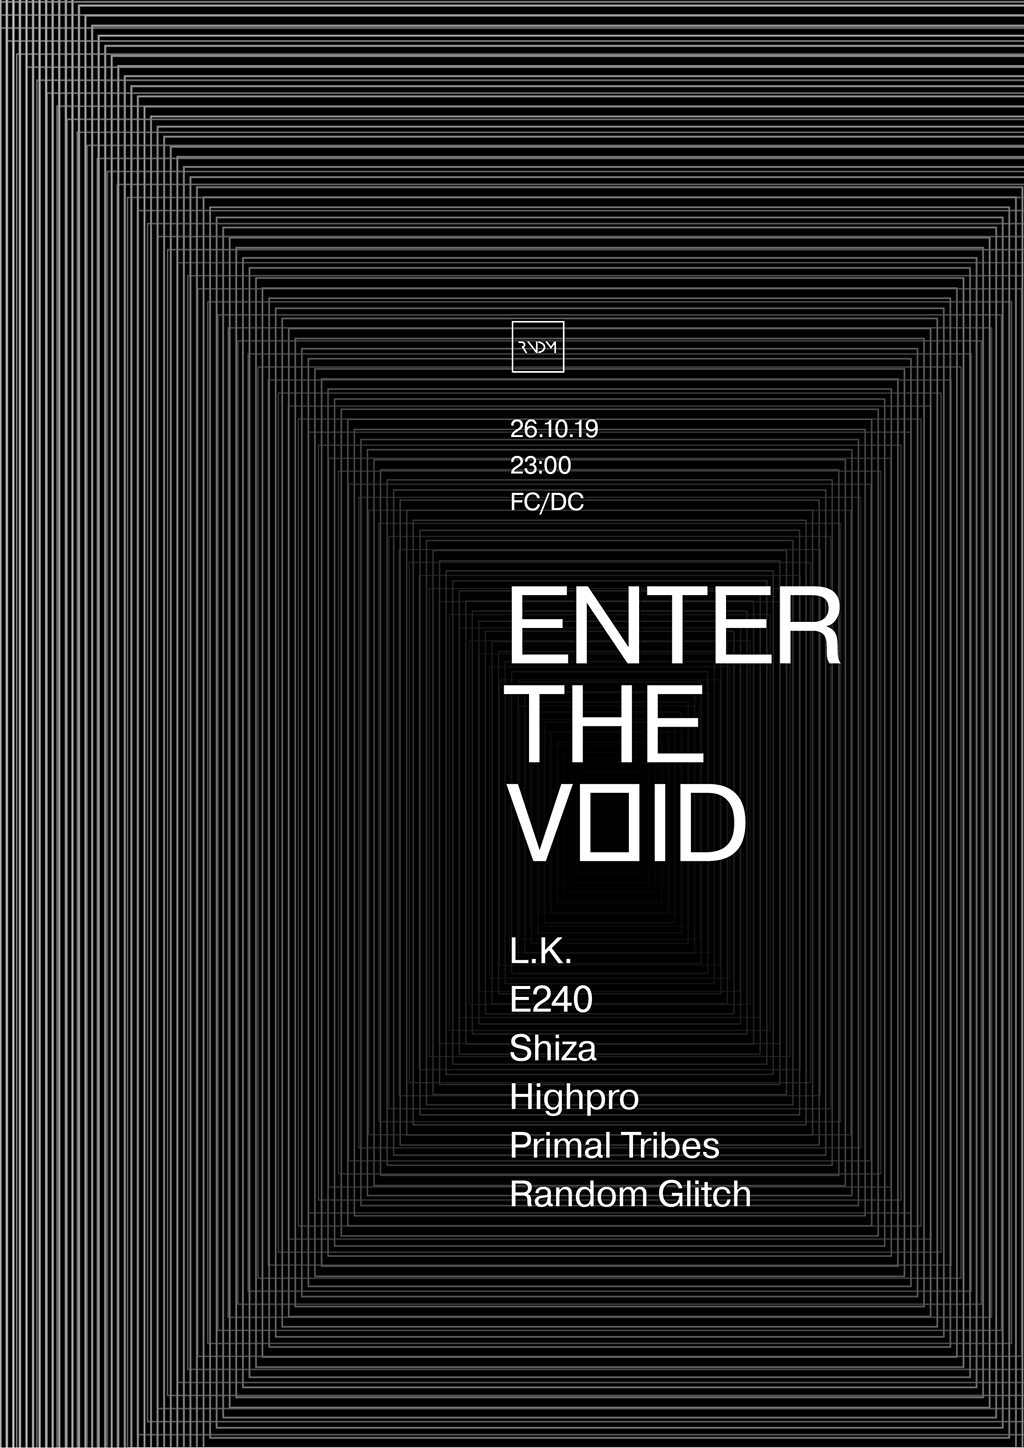 RNDM
26.10.19
23:00
FC/DC
ENTER
THE
VOID
L.K.
E240
Shiza
Highpro
Primal Tribes
Random Glitch